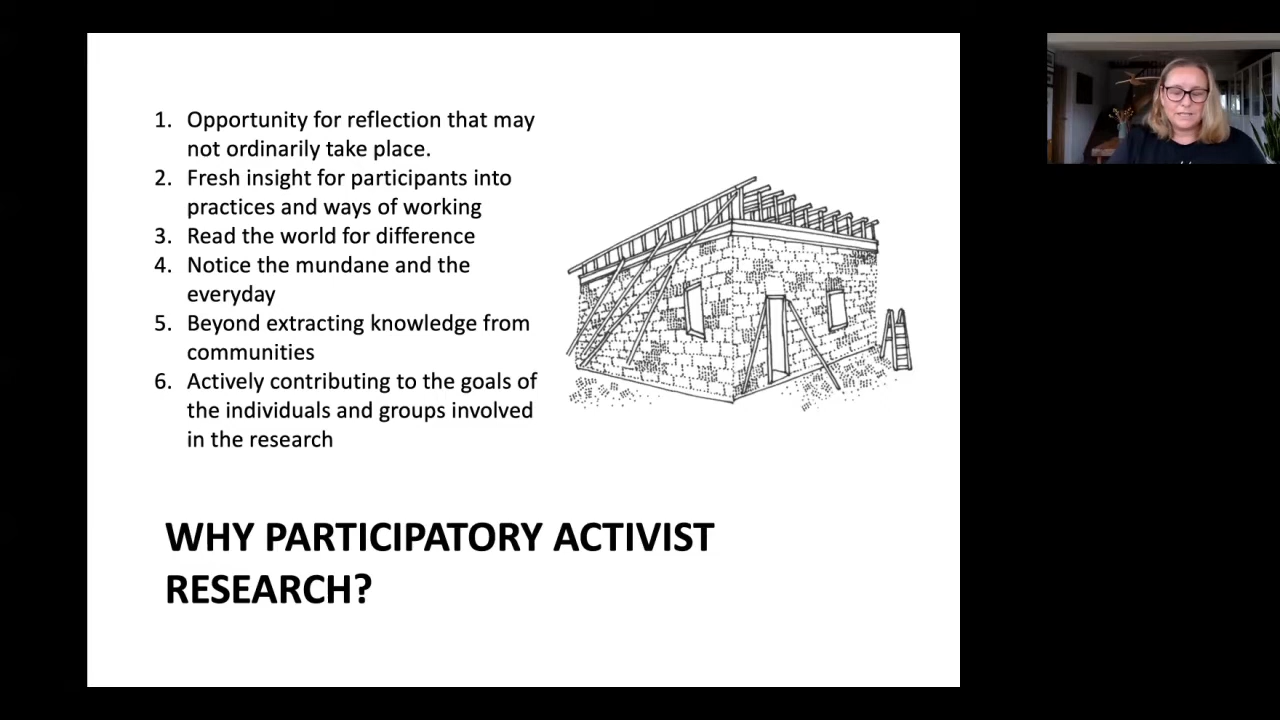 1. Opportunity for reflection that may
not ordinarily take place.
2. Fresh insight for participants into
practices and ways of working
3. Read the world for difference
4. Notice the mundane and the
everyday
5. Beyond extracting knowledge from
communities
6. Actively contributing to the goals of
the individuals and groups involved
in the research
WHY PARTICIPATORY ACTIVIST
RESEARCH?